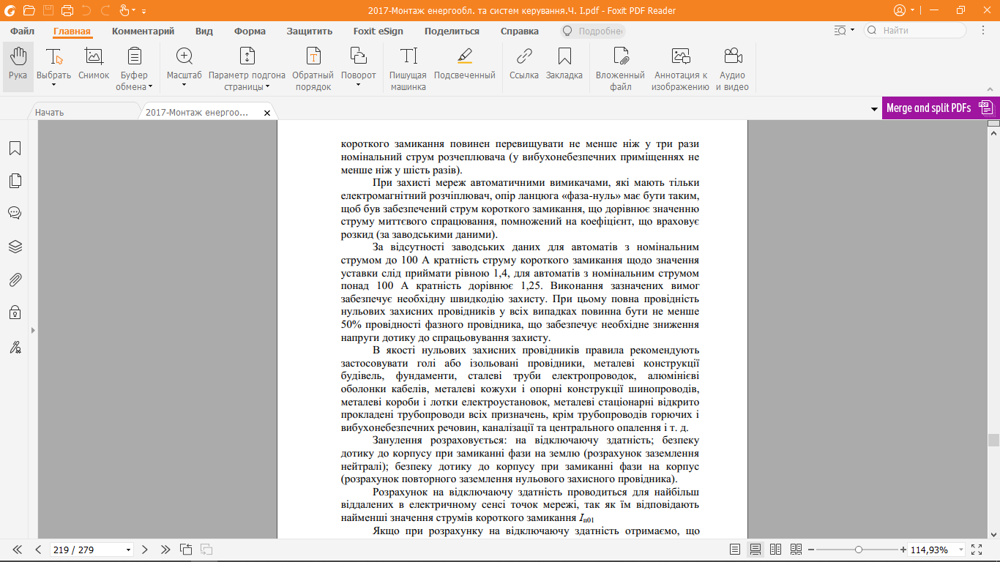 2017-Монтаж енергообл. та систем керування.Ч. I.pdf - Foxit PDF Reader
Файл Главная Комментарий Вид Форма Защитить Foxit eSign Поделиться Справка Подробнее Найти
Рука Выбрать Снимок Буфер обмена Масштаб Параметр подгона страницы Обратный порядок Поворот Пишущая машинка Подсвеченный Ссылка Закладка Вложенный файл Аннотация к изображению Аудио и видео
Начать 2017-Монтаж енергоо... Merge and split PDFs
короткого замикання повинен перевищувати не менше ніж у три рази
номінальний струм розчеплювача (у вибухонебезпечних приміщеннях не
менше ніж у шість разів).
При захисті мереж автоматичними вимикачами, які мають тільки
електромагнітний розчіплювач, опір ланцюга «фаза-нуль» має бути таким,
щоб був забезпечений струм короткого замикання, що дорівнює значенню
струму миттєвого спрацювання, помножений на коефіцієнт, що враховує
розкид (за заводськими даними).
За відсутності заводських даних для автоматів з номінальним
струмом до 100 А кратність струму короткого замикання щодо значення
уставки слід приймати рівною 1,4, для автоматів з номінальним струмом
понад 100 А кратність дорівнює 1,25. Виконання зазначених вимог
забезпечує необхідну швидкодію захисту. При цьому повна провідність
нульових захисних провідників у всіх випадках повинна бути не менше
50% провідності фазного провідника, що забезпечує необхідне зниження
напруги дотику до спрацьовування захисту.
В якості нульових захисних провідників правила рекомендують
застосовувати голі або ізольовані провідники, металеві конструкції
будівель, фундаменти, сталеві труби електропроводок, алюмінієві
оболонки кабелів, металеві кожухи і опорні конструкції шинопроводів,
металеві короби і лотки електроустановок, металеві стаціонарні відкрито
прокладені трубопроводи всіх призначень, крім трубопроводів горючих і
вибухонебезпечних речовин, каналізації та центрального опалення і т. д.
Занулення розраховується: на відключаючу здатність; безпеку
дотику до корпусу при замиканні фази на землю (розрахунок заземлення
нейтралі); безпеку дотику до корпусу при замиканні фази на корпус
(розрахунок повторного заземлення нульового захисного провідника).
Розрахунок на відключаючу здатність проводиться для найбільш
віддалених в електричному сенсі точок мережі, так як їм відповідають
найменші значення струмів короткого замикання Iп01
Якщо при розрахунку на відключаючу здатність отримаємо, що
219 / 279 114,93%